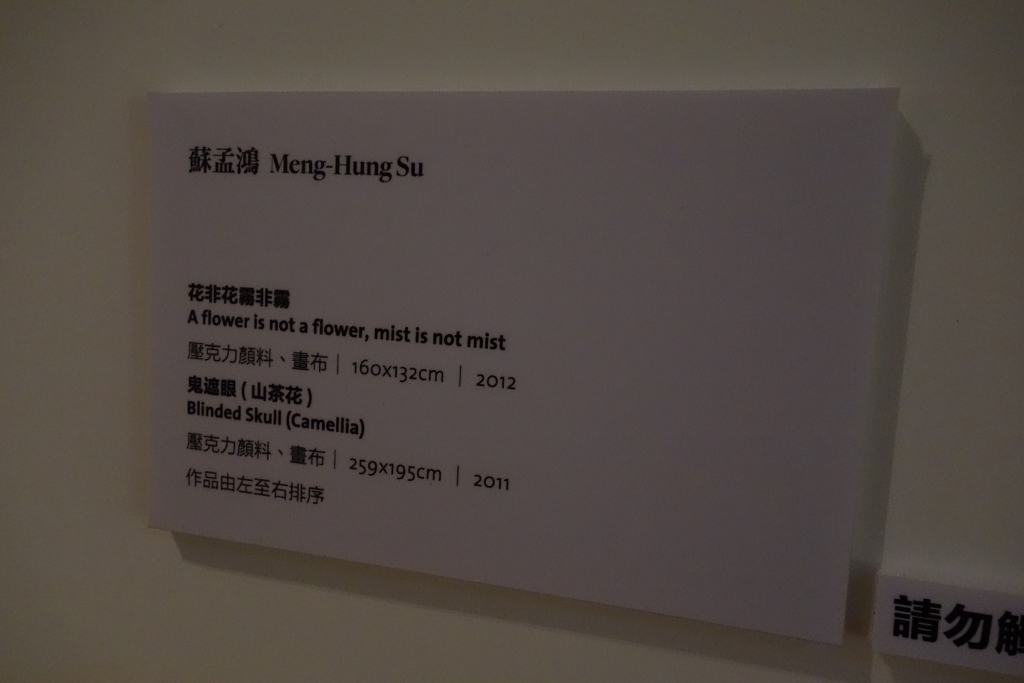 蘇孟鴻 Meng-Hung Su
花非花霧非霧
A flower is not a flower, mist is not mist
壓克力顏料、畫布｜160x132cm｜2012
鬼遮眼 ( 山茶花 )
Blinded Skull (Camellia)
壓克力顏料、畫布｜259x195cm｜2011
作品由左至右排序
請勿觸